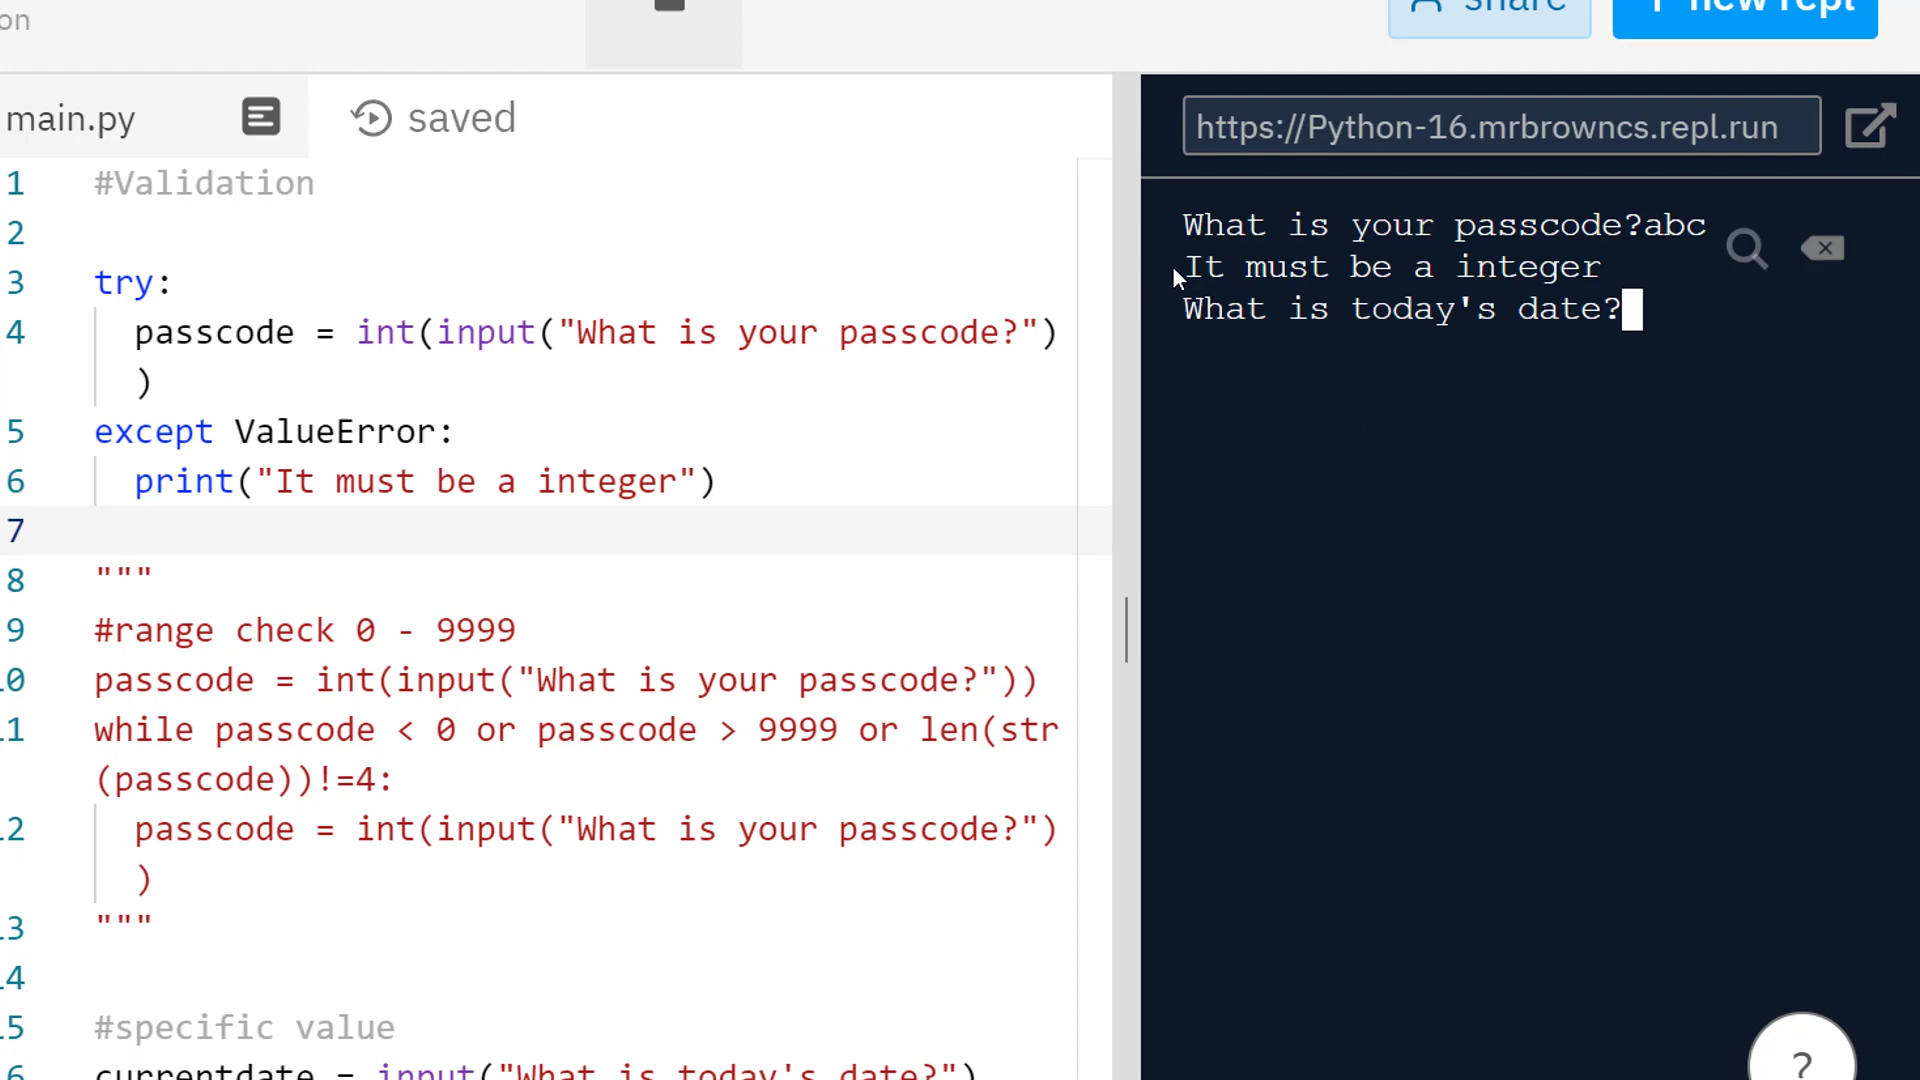 on
share
+ new repl
main.py
saved
https://Python-16.mrbrowncs.repl.run
1 #Validation
2
3 try:
4 passcode = int(input("What is your passcode?")
)
5 except ValueError:
6 print("It must be a integer")
7
8 """
9 #range check 0 - 9999
10 passcode = int(input("What is your passcode?"))
11 while passcode < 0 or passcode > 9999 or len(str
(passcode))!=4:
12 passcode = int(input("What is your passcode?")
)
13 """
14
15 #specific value
16 currentdate = input("What is today's date?")
What is your passcode?abc
It must be a integer
What is today's date?
?